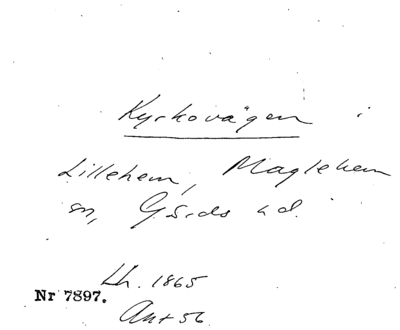 Kyrkovägen i
Lillehem, Maglehem
sn, Gärds hd.
Lh. 1865
Nr 7897.
Ant 56